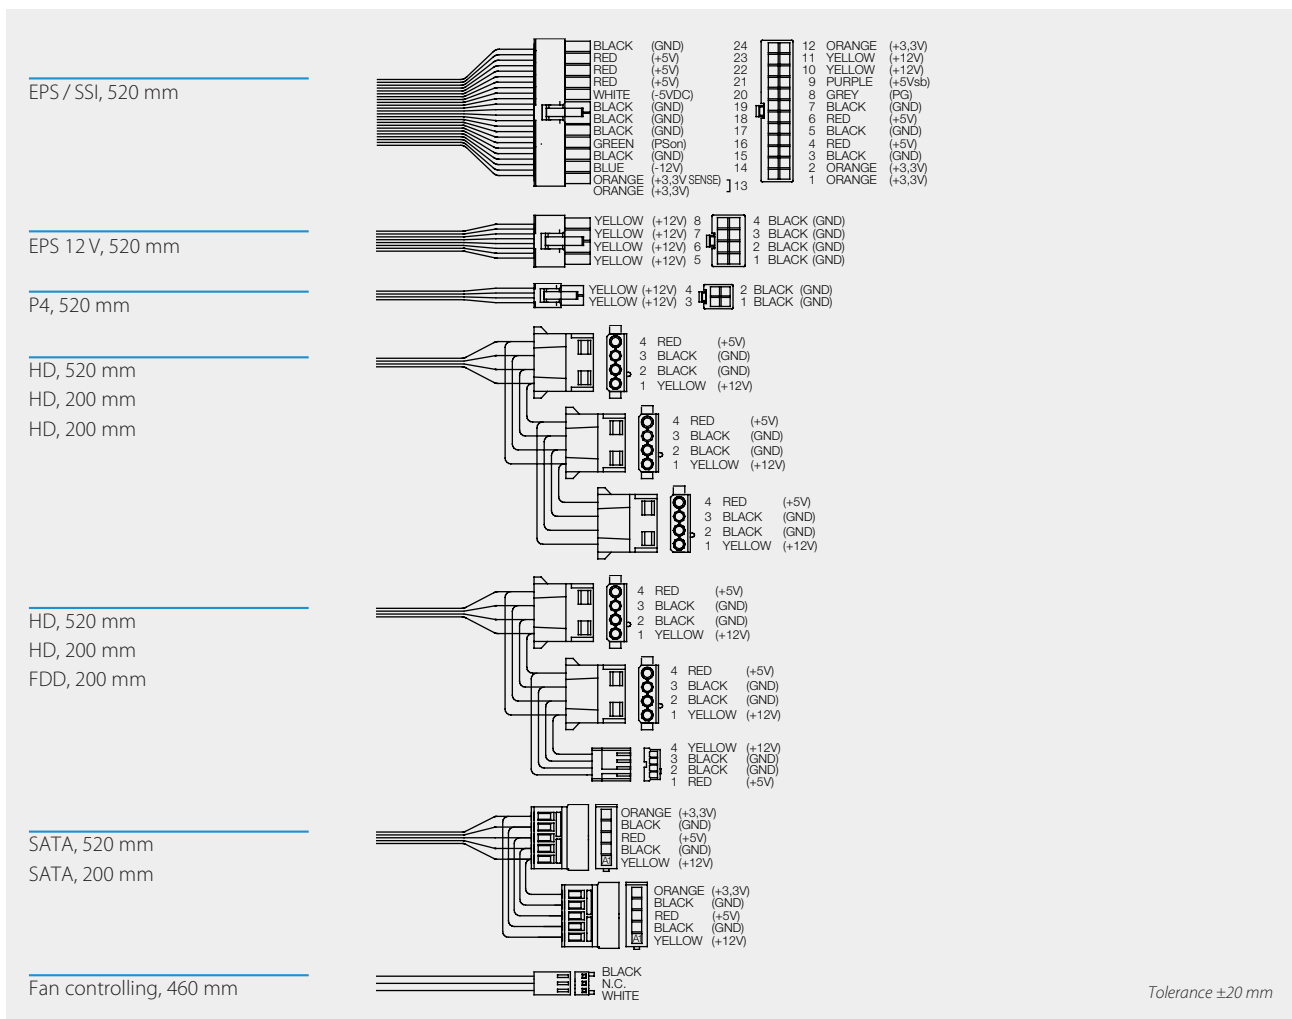 EPS / SSI, 520 mm
BLACK (GND) 24 12 ORANGE (+3,3V)
RED (+5V) 23 11 YELLOW (+12V)
RED (+5V) 22 10 YELLOW (+12V)
RED (+5V) 21 9 PURPLE (+5Vsb)
WHITE (-5VDC) 20 8 GREY (PG)
BLACK (GND) 19 7 BLACK (GND)
BLACK (GND) 18 6 RED (+5V)
BLACK (GND) 17 5 BLACK (GND)
GREEN (PSon) 16 4 RED (+5V)
BLACK (GND) 15 3 BLACK (GND)
BLUE (-12V) 14 2 ORANGE (+3,3V)
ORANGE (+3,3V SENSE) ] 13 1 ORANGE (+3,3V)
ORANGE (+3,3V)
EPS 12 V, 520 mm
YELLOW (+12V) 8 4 BLACK (GND)
YELLOW (+12V) 7 3 BLACK (GND)
YELLOW (+12V) 6 2 BLACK (GND)
YELLOW (+12V) 5 1 BLACK (GND)
P4, 520 mm
YELLOW (+12V) 4 2 BLACK (GND)
YELLOW (+12V) 3 1 BLACK (GND)
HD, 520 mm
HD, 200 mm
HD, 200 mm
4 RED (+5V)
3 BLACK (GND)
2 BLACK (GND)
1 YELLOW (+12V)
4 RED (+5V)
3 BLACK (GND)
2 BLACK (GND)
1 YELLOW (+12V)
4 RED (+5V)
3 BLACK (GND)
2 BLACK (GND)
1 YELLOW (+12V)
HD, 520 mm
HD, 200 mm
FDD, 200 mm
4 RED (+5V)
3 BLACK (GND)
2 BLACK (GND)
1 YELLOW (+12V)
4 RED (+5V)
3 BLACK (GND)
2 BLACK (GND)
1 YELLOW (+12V)
4 YELLOW (+12V)
3 BLACK (GND)
2 BLACK (GND)
1 RED (+5V)
SATA, 520 mm
SATA, 200 mm
ORANGE (+3,3V)
BLACK (GND)
RED (+5V)
BLACK (GND)
A1 YELLOW (+12V)
ORANGE (+3,3V)
BLACK (GND)
RED (+5V)
BLACK (GND)
A1 YELLOW (+12V)
Fan controlling, 460 mm
BLACK
N.C.
WHITE
Tolerance ±20 mm